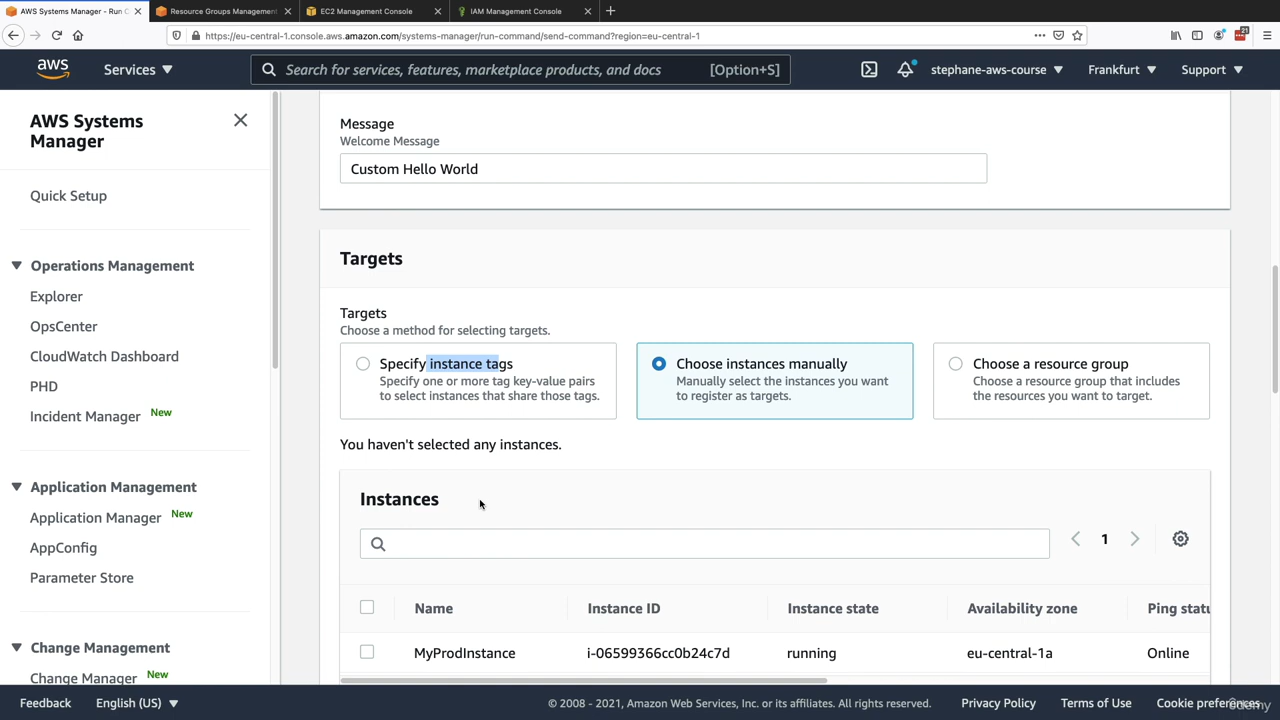 AWS Systems Manager - Run C
Resource Groups Management
EC2 Management Console
IAM Management Console
https://eu-central-1.console.aws.amazon.com/systems-manager/run-command/send-command?region=eu-central-1
21
aws
Services
Search for services, features, marketplace products, and docs
[Option+S]
stephane-aws-course
Frankfurt
Support
AWS Systems
Manager
Quick Setup
Operations Management
Explorer
OpsCenter
CloudWatch Dashboard
PHD
Incident Manager New
Application Management
Application Manager New
AppConfig
Parameter Store
Change Management
Change Manager New
Message
Welcome Message
Custom Hello World
Targets
Targets
Choose a method for selecting targets.
Specify instance tags
Specify one or more tag key-value pairs
to select instances that share those tags.
Choose instances manually
Manually select the instances you want
to register as targets.
Choose a resource group
Choose a resource group that includes
the resources you want to target.
You haven't selected any instances.
Instances
1
Name Instance ID Instance state Availability zone Ping statu
MyProdInstance i-06599366cc0b24c7d running eu-central-1a Online
Feedback
English (US)
© 2008 - 2021, Amazon Web Services, Inc. or its affiliates. All rights reserved.
Privacy Policy
Terms of Use
Cookie preferences
Udemy